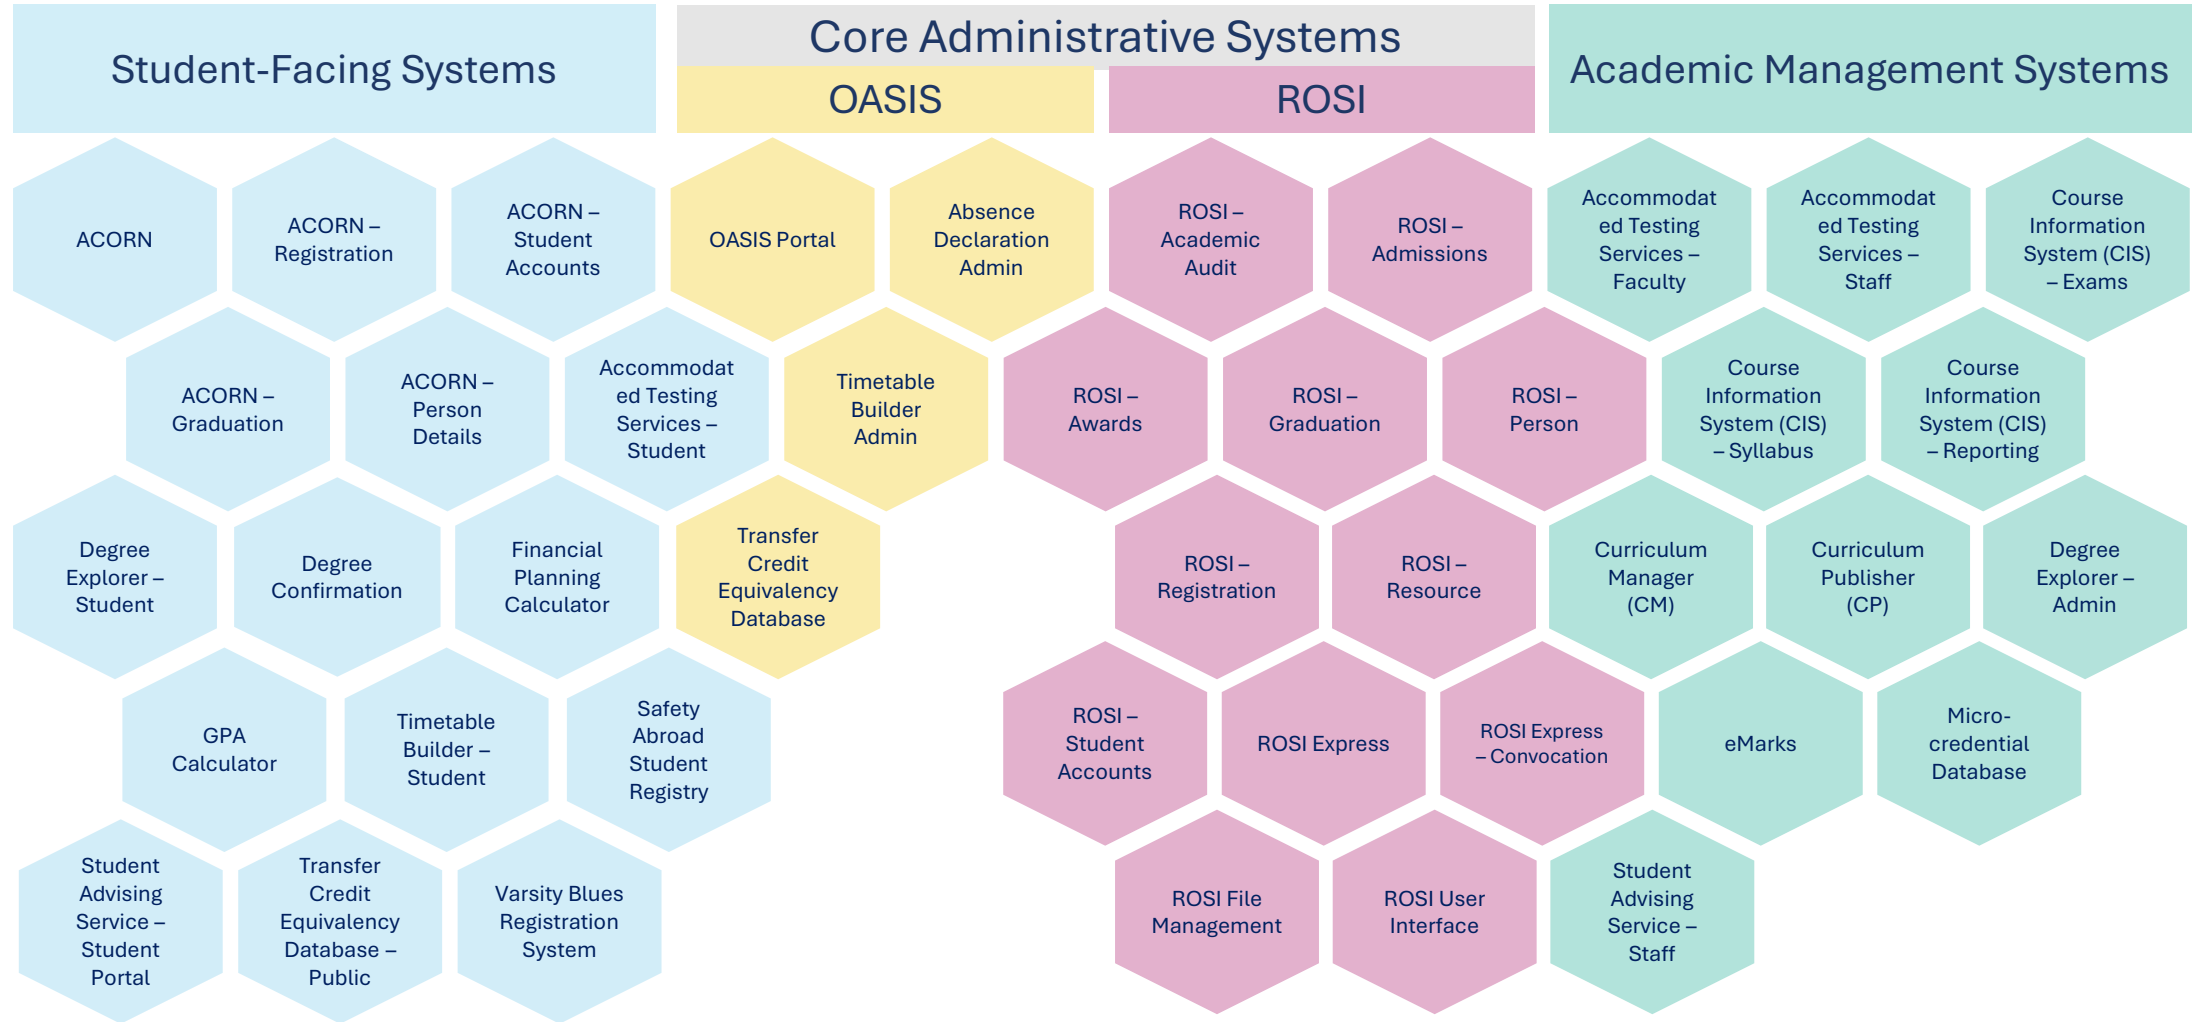 Student-Facing Systems
Core Administrative Systems
OASIS
ROSI
Academic Management Systems
ACORN
ACORN –
Registration
ACORN –
Student
Accounts
OASIS Portal
Absence
Declaration
Admin
ROSI –
Academic
Audit
ROSI –
Admissions
Accommodat
ed Testing
Services –
Faculty
Accommodat
ed Testing
Services –
Staff
Course
Information
System (CIS)
– Exams
ACORN –
Graduation
ACORN –
Person
Details
Accommodat
ed Testing
Services –
Student
Timetable
Builder
Admin
ROSI –
Awards
ROSI –
Graduation
ROSI –
Person
Course
Information
System (CIS)
– Syllabus
Course
Information
System (CIS)
– Reporting
Degree
Explorer –
Student
Degree
Confirmation
Financial
Planning
Calculator
Transfer
Credit
Equivalency
Database
ROSI –
Registration
ROSI –
Resource
Curriculum
Manager
(CM)
Curriculum
Publisher
(CP)
Degree
Explorer –
Admin
GPA
Calculator
Timetable
Builder –
Student
Safety
Abroad
Student
Registry
ROSI –
Student
Accounts
ROSI Express
ROSI Express
– Convocation
eMarks
Micro-
credential
Database
Student
Advising
Service –
Student
Portal
Transfer
Credit
Equivalency
Database –
Public
Varsity Blues
Registration
System
ROSI File
Management
ROSI User
Interface
Student
Advising
Service –
Staff